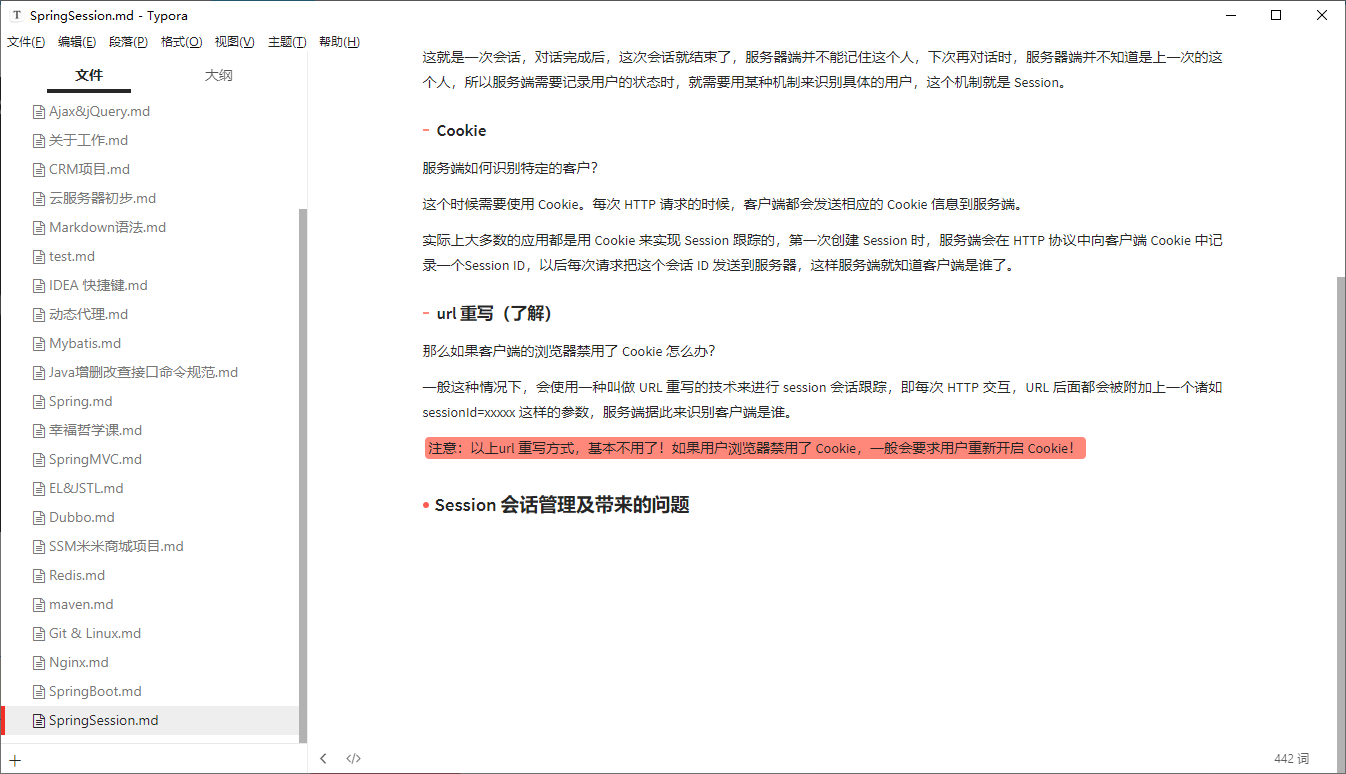 SpringSession.md - Typora
文件(F) 编辑(E) 段落(P) 格式(O) 视图(V) 主题(T) 帮助(H)
文件 大纲
Ajax&jQuery.md
关于工作.md
CRM项目.md
云服务器初步.md
Markdown语法.md
test.md
IDEA 快捷键.md
动态代理.md
Mybatis.md
Java增删改查接口命令规范.md
Spring.md
幸福哲学课.md
SpringMVC.md
EL&JSTL.md
Dubbo.md
SSM米米商城项目.md
Redis.md
maven.md
Git & Linux.md
Nginx.md
SpringBoot.md
SpringSession.md
这就是一次会话，对话完成后，这次会话就结束了，服务器端并不能记住这个人，下次再对话时，服务器端并不知道是上一次的这
个人，所以服务端需要记录用户的状态时，就需要用某种机制来识别具体的用户，这个机制就是 Session。
- Cookie
服务端如何识别特定的客户？
这个时候需要使用 Cookie。每次 HTTP 请求的时候，客户端都会发送相应的 Cookie 信息到服务端。
实际上大多数的应用都是用 Cookie 来实现 Session 跟踪的，第一次创建 Session 时，服务端会在 HTTP 协议中向客户端 Cookie 中记
录一个Session ID，以后每次请求把这个会话 ID 发送到服务器，这样服务端就知道客户端是谁了。
- url 重写（了解）
那么如果客户端的浏览器禁用了 Cookie 怎么办？
一般这种情况下，会使用一种叫做 URL 重写的技术来进行 session 会话跟踪，即每次 HTTP 交互，URL 后面都会被附加上一个诸如
sessionId=xxxxx 这样的参数，服务端据此来识别客户端是谁。
注意：以上url 重写方式，基本不用了！如果用户浏览器禁用了 Cookie，一般会要求用户重新开启 Cookie！
• Session 会话管理及带来的问题
442 词